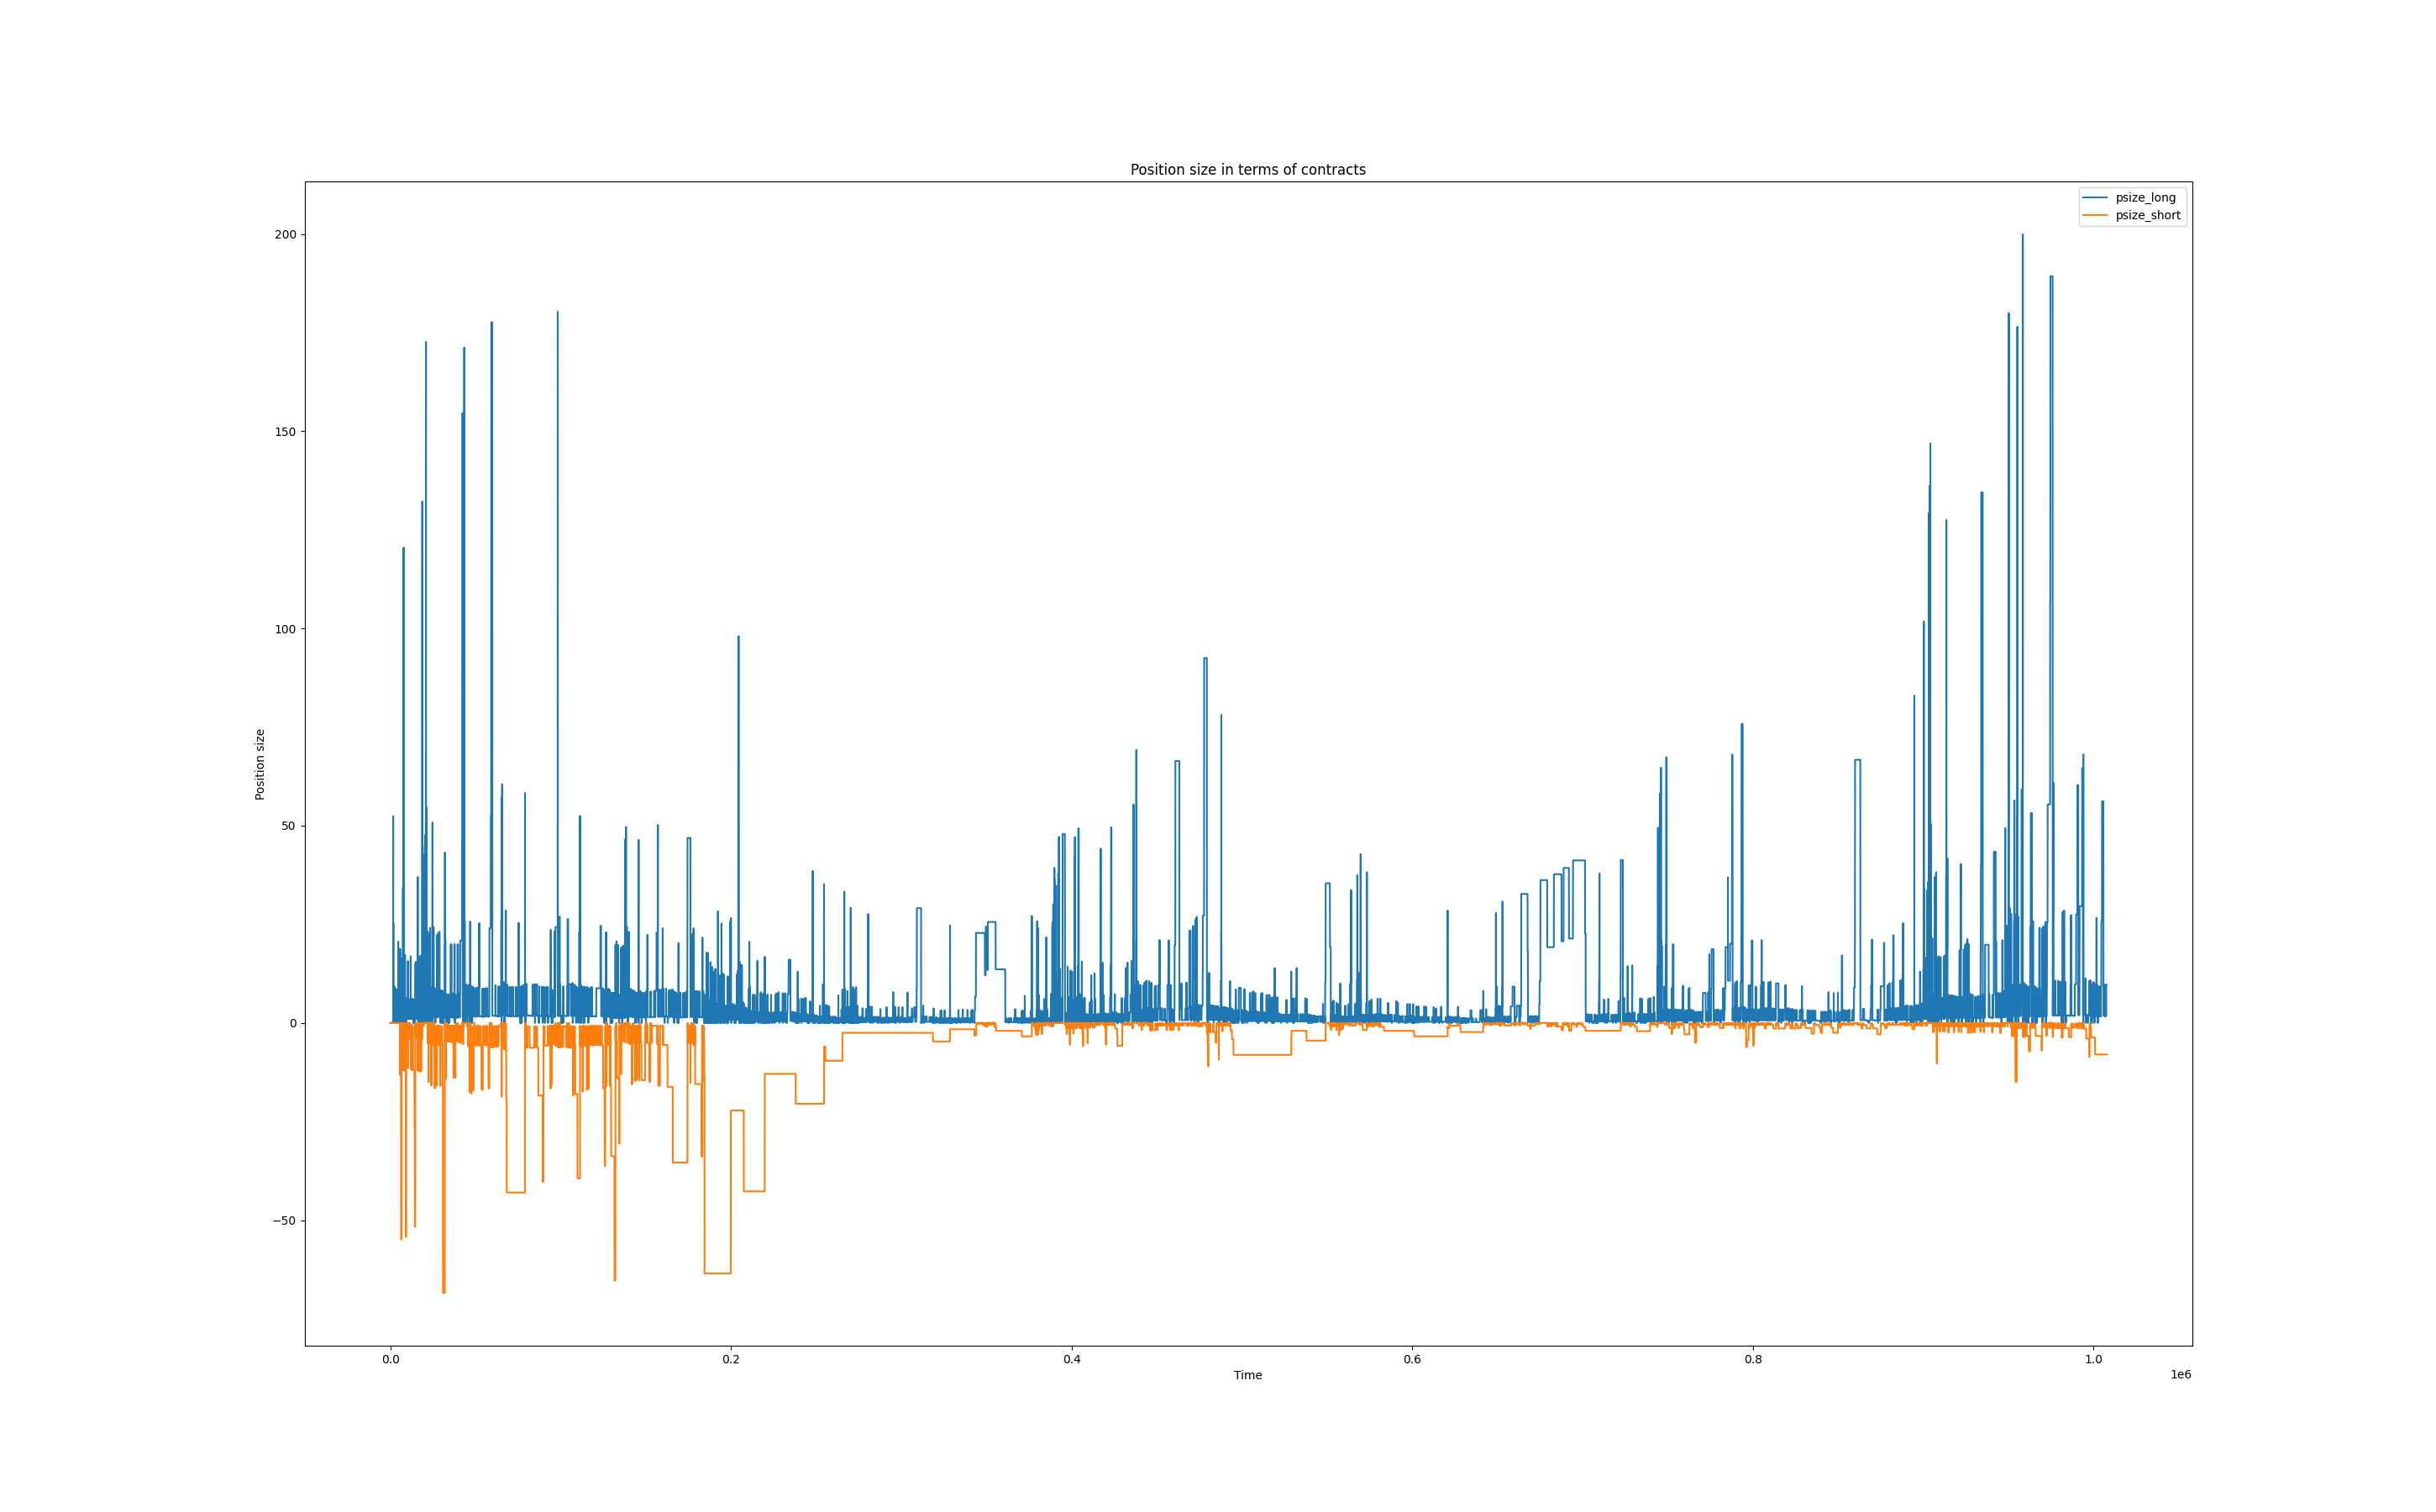 Position size in terms of contracts
psize_long
psize_short
200
150
100
50
0
−50
Position size
0.0 0.2 0.4 0.6 0.8 1.0
Time
1e6